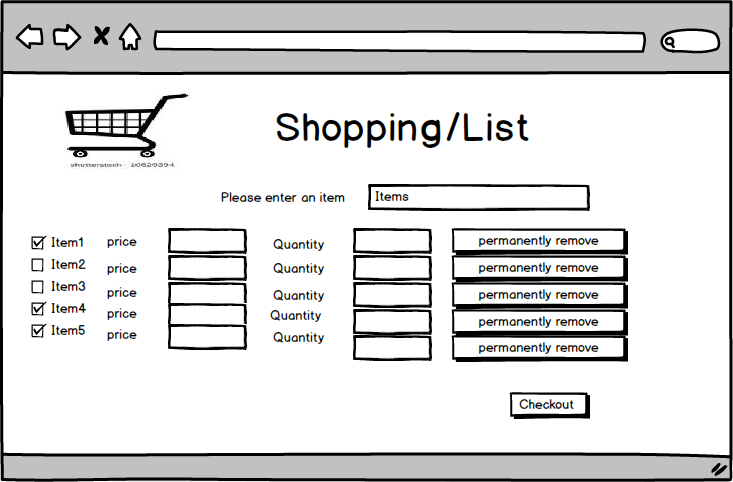 shutterstock · 10629394
Shopping/List
Please enter an item Items
Item1 price Quantity permanently remove
Item2 price Quantity permanently remove
Item3 price Quantity permanently remove
Item4 price Quantity permanently remove
Item5 price Quantity permanently remove
Checkout